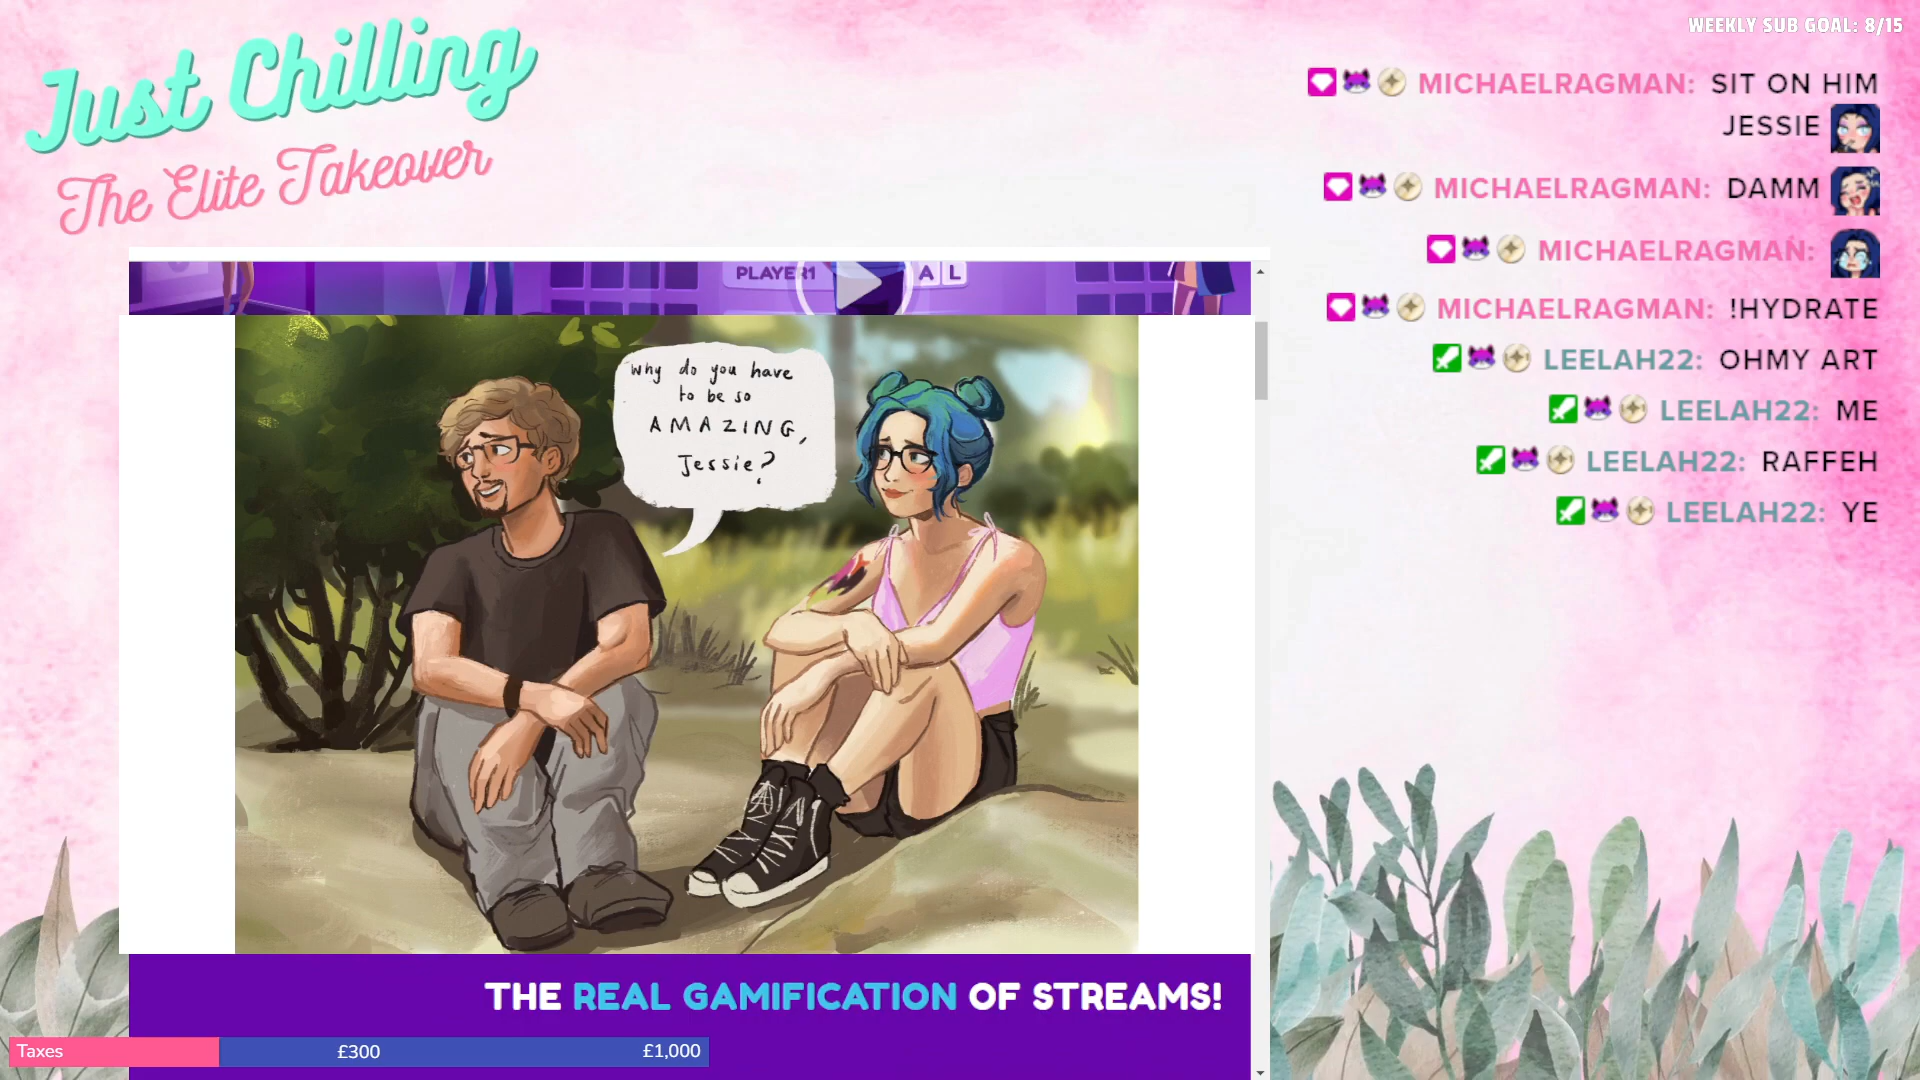 Just Chilling
The Elite Takeover
WEEKLY SUB GOAL: 8/15
MICHAELRAGMAN: SIT ON HIM
JESSIE
MICHAELRAGMAN: DAMM
MICHAELRAGMAN:
MICHAELRAGMAN: !HYDRATE
LEELAH22: OHMY ART
LEELAH22: ME
LEELAH22: RAFFEH
LEELAH22: YE
PLAYER1
A L
why do you have
to be so
AMAZING,
Jessie?
THE REAL GAMIFICATION OF STREAMS!
Taxes £300 £1,000